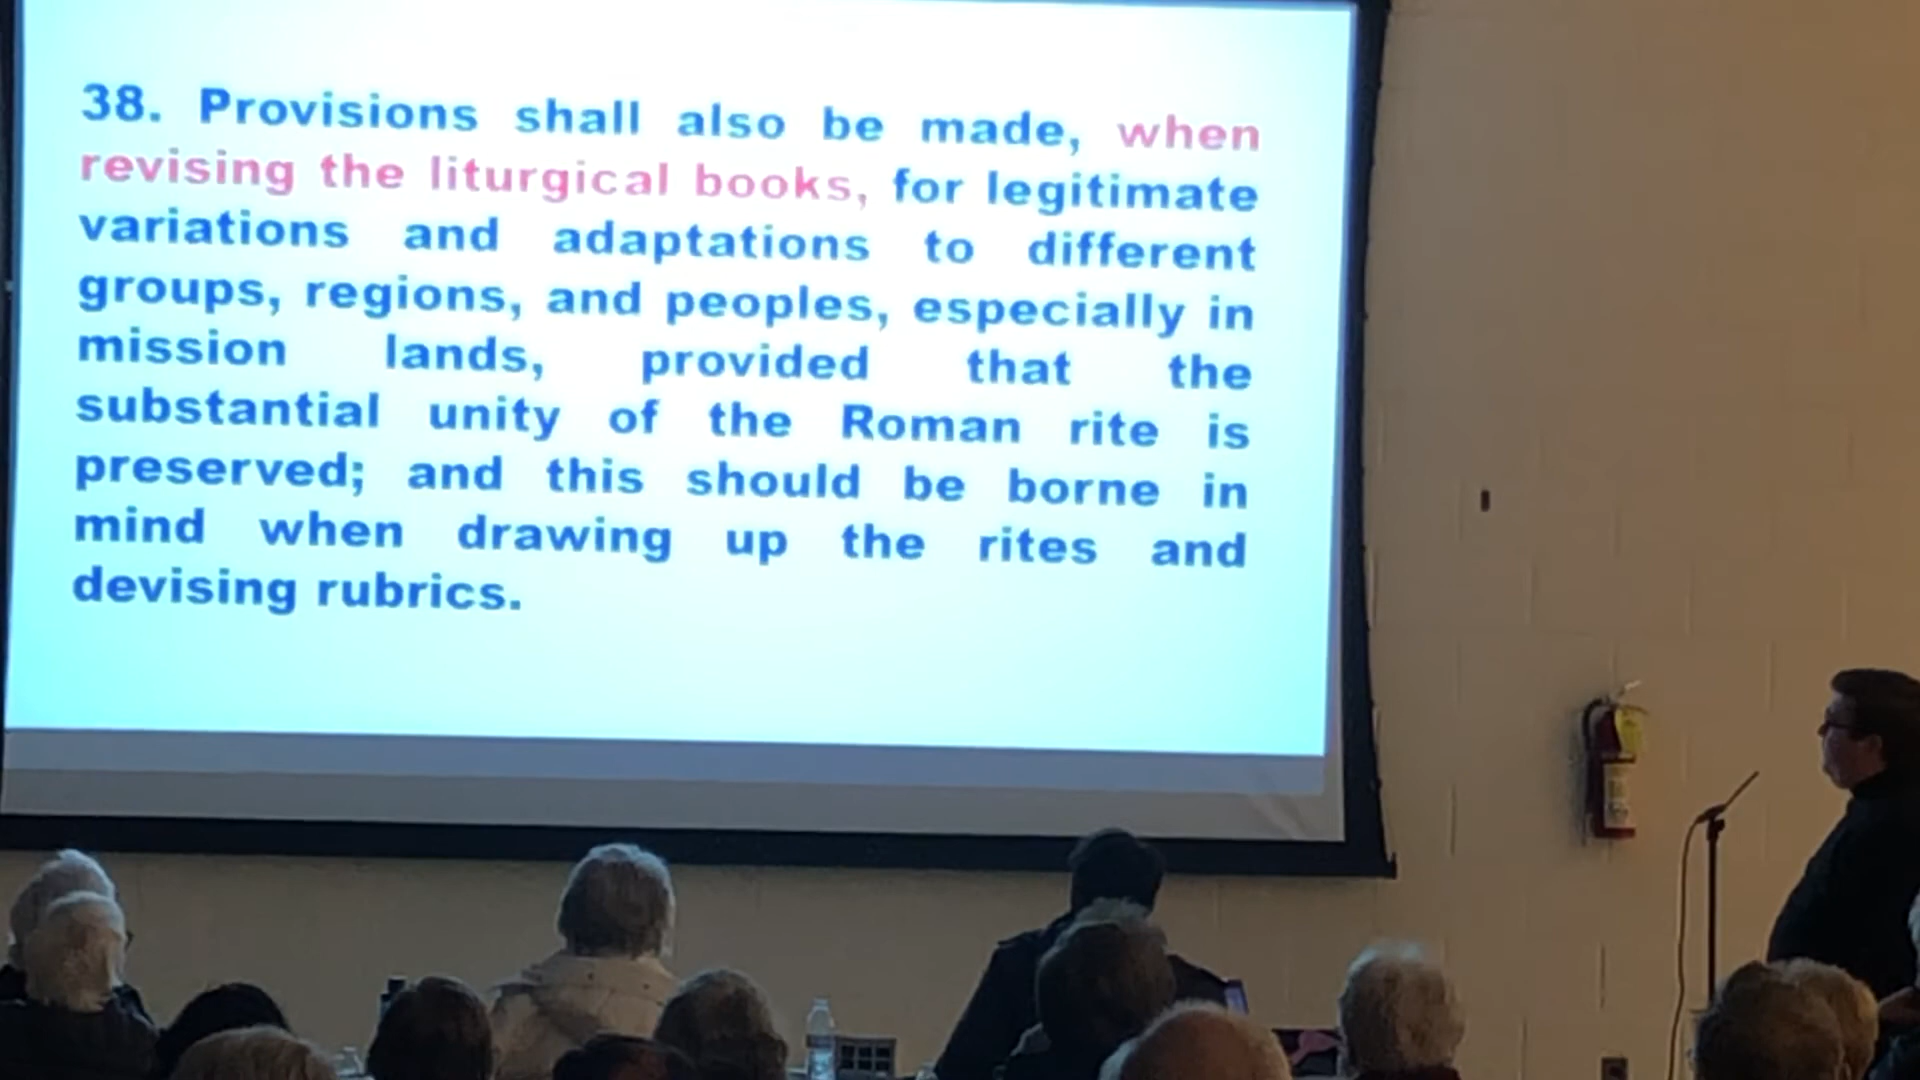 38. Provisions shall also be made, when
revising the liturgical books, for legitimate
variations and adaptations to different
groups, regions, and peoples, especially in
mission lands, provided that the
substantial unity of the Roman rite is
preserved; and this should be borne in
mind when drawing up the rites and
devising rubrics.